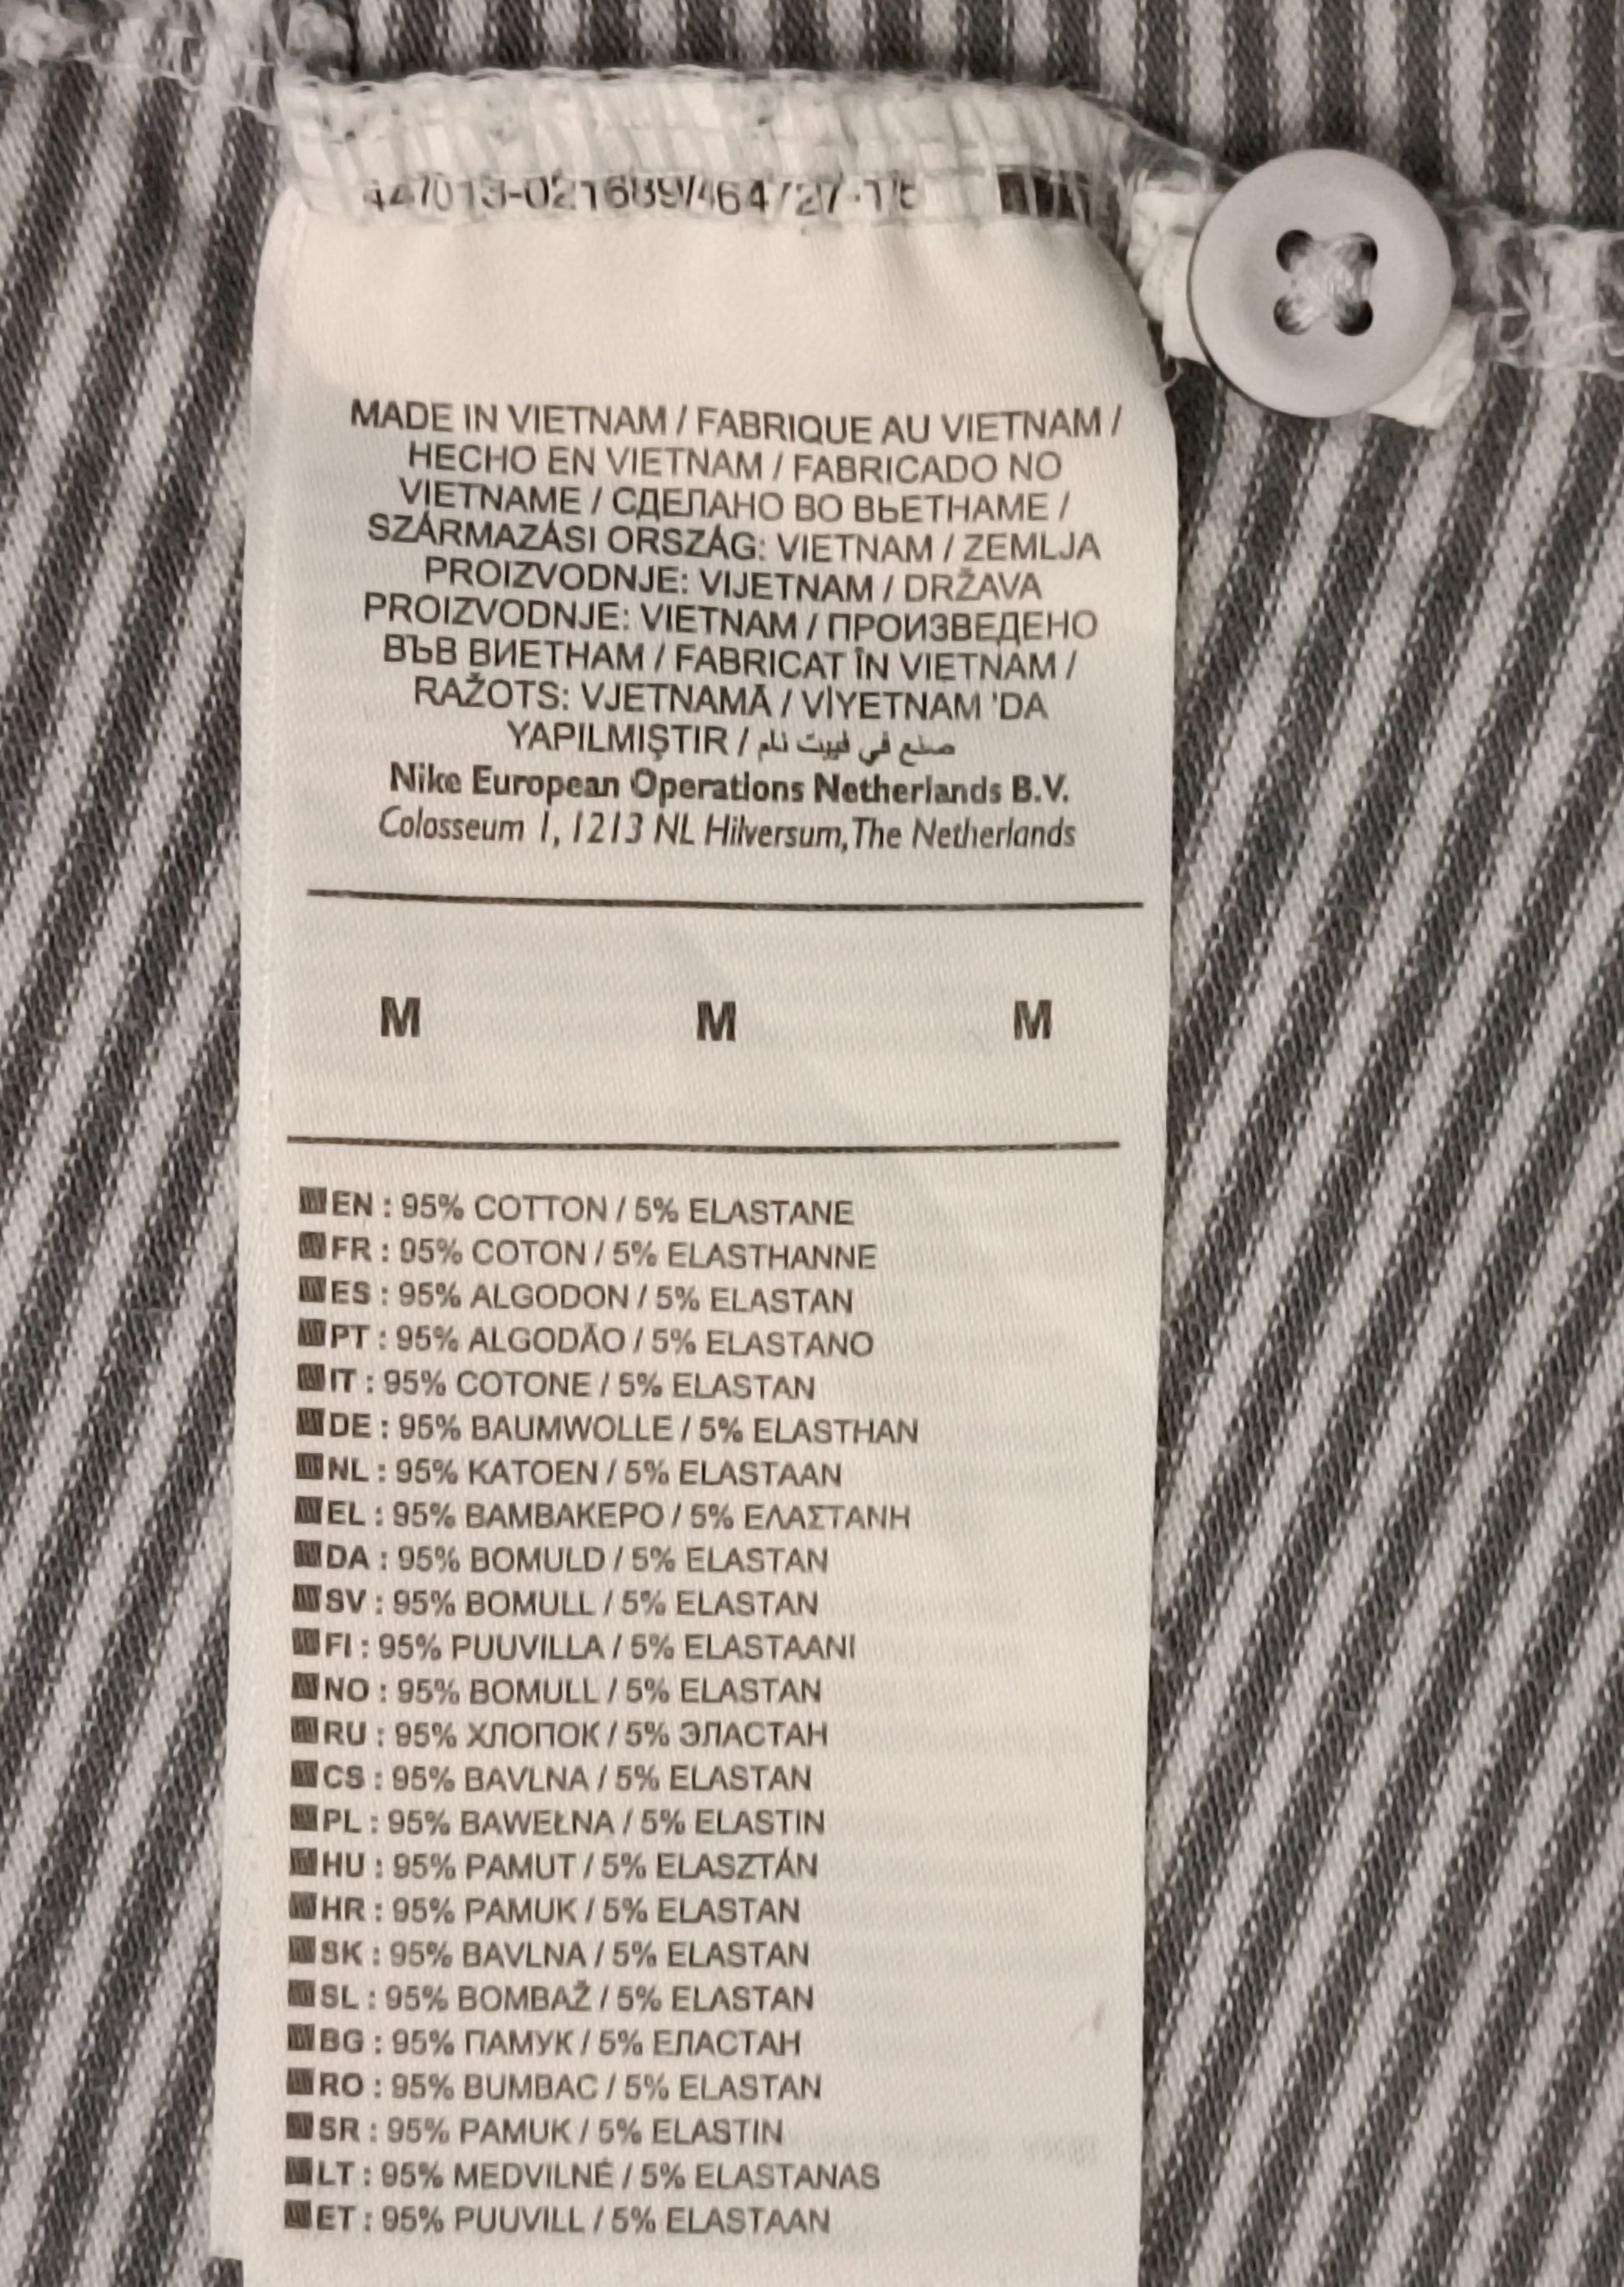 MADE IN VIETNAM / FABRIQUE AU VIETNAM /
HECHO EN VIETNAM / FABRICADO NO
VIETNAME / СДЕЛАНО ВО ВЬЕТНАМЕ /
SZÁRMAZÁSI ORSZÁG: VIETNAM / ZEMLJA
PROIZVODNJE: VIJETNAM / DRŽAVA
PROIZVODNJE: VIETNAM / ПРОИЗВЕДЕНО
ВЪВ ВИЕТНАМ / FABRICAT ÎN VIETNAM /
RAŽOTS: VJETNAMĀ / VİYETNAM 'DA
YAPILMIŞTIR / صنع في فييت نام
Nike European Operations Netherlands B.V.
Colosseum 1, 1213 NL Hilversum, The Netherlands
M M M
EN : 95% COTTON / 5% ELASTANE
FR : 95% COTON / 5% ELASTHANNE
ES : 95% ALGODON / 5% ELASTAN
PT : 95% ALGODÃO / 5% ELASTANO
IT : 95% COTONE / 5% ELASTAN
DE : 95% BAUMWOLLE / 5% ELASTHAN
NL : 95% KATOEN / 5% ELASTAAN
EL : 95% ΒΑΜΒΑΚΕΡΟ / 5% ΕΛΑΣΤΑΝΗ
DA : 95% BOMULD / 5% ELASTAN
SV : 95% BOMULL / 5% ELASTAN
FI : 95% PUUVILLA / 5% ELASTAANI
NO : 95% BOMULL / 5% ELASTAN
RU : 95% ХЛОПОК / 5% ЭЛАСТАН
CS : 95% BAVLNA / 5% ELASTAN
PL : 95% BAWEŁNA / 5% ELASTIN
HU : 95% PAMUT / 5% ELASZTÁN
HR : 95% PAMUK / 5% ELASTAN
SK : 95% BAVLNA / 5% ELASTAN
SL : 95% BOMBAŽ / 5% ELASTAN
BG : 95% ПАМУК / 5% ЕЛАСТАН
RO : 95% BUMBAC / 5% ELASTAN
SR : 95% PAMUK / 5% ELASTIN
LT : 95% MEDVILNĖ / 5% ELASTANAS
ET : 95% PUUVILL / 5% ELASTAAN